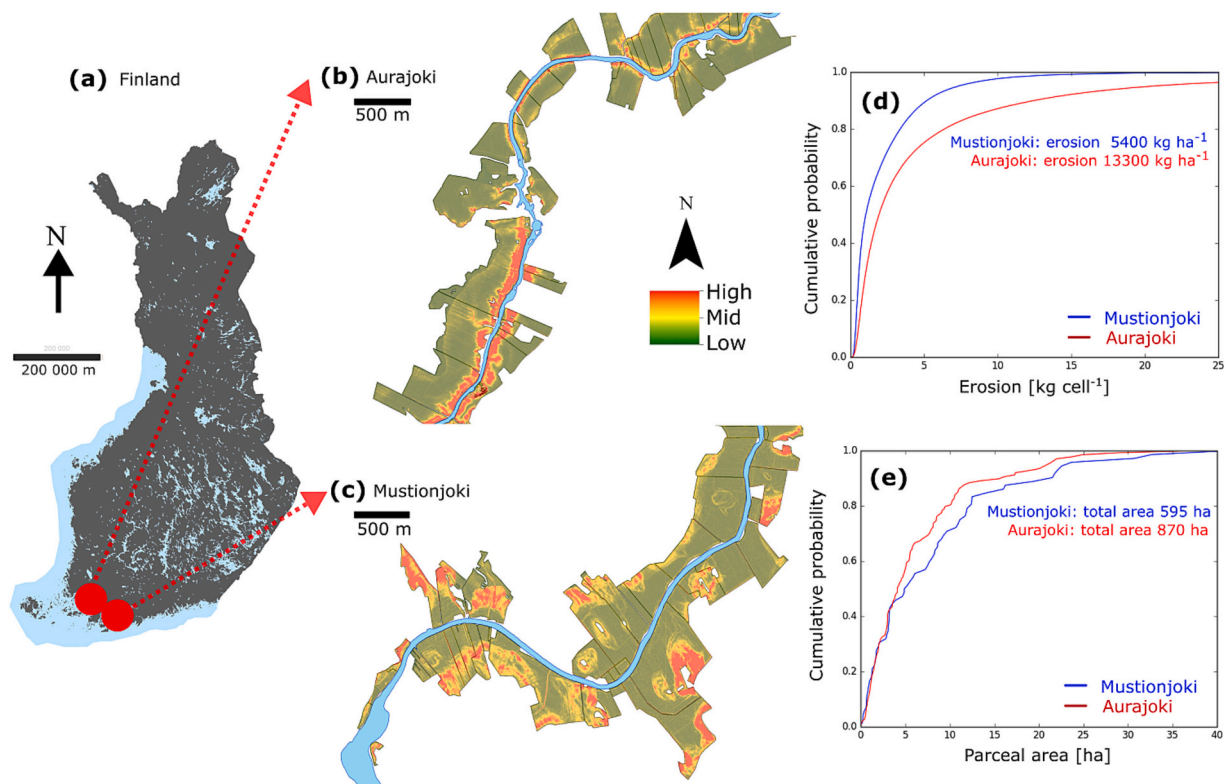 (a) Finland
N
200 000
200 000 m
(b) Aurajoki
500 m
N
High
Mid
Low
(c) Mustionjoki
500 m
(d)
Mustionjoki: erosion 5400 kg ha-1
Aurajoki: erosion 13300 kg ha-1
Mustionjoki
Aurajoki
Cumulative probability
1.0
0.8
0.6
0.4
0.2
0.0
0 5 10 15 20 25
Erosion [kg cell-1]
(e)
Mustionjoki: total area 595 ha
Aurajoki: total area 870 ha
Mustionjoki
Aurajoki
Cumulative probability
1.0
0.8
0.6
0.4
0.2
0.0
0 5 10 15 20 25 30 35 40
Parceal area [ha]